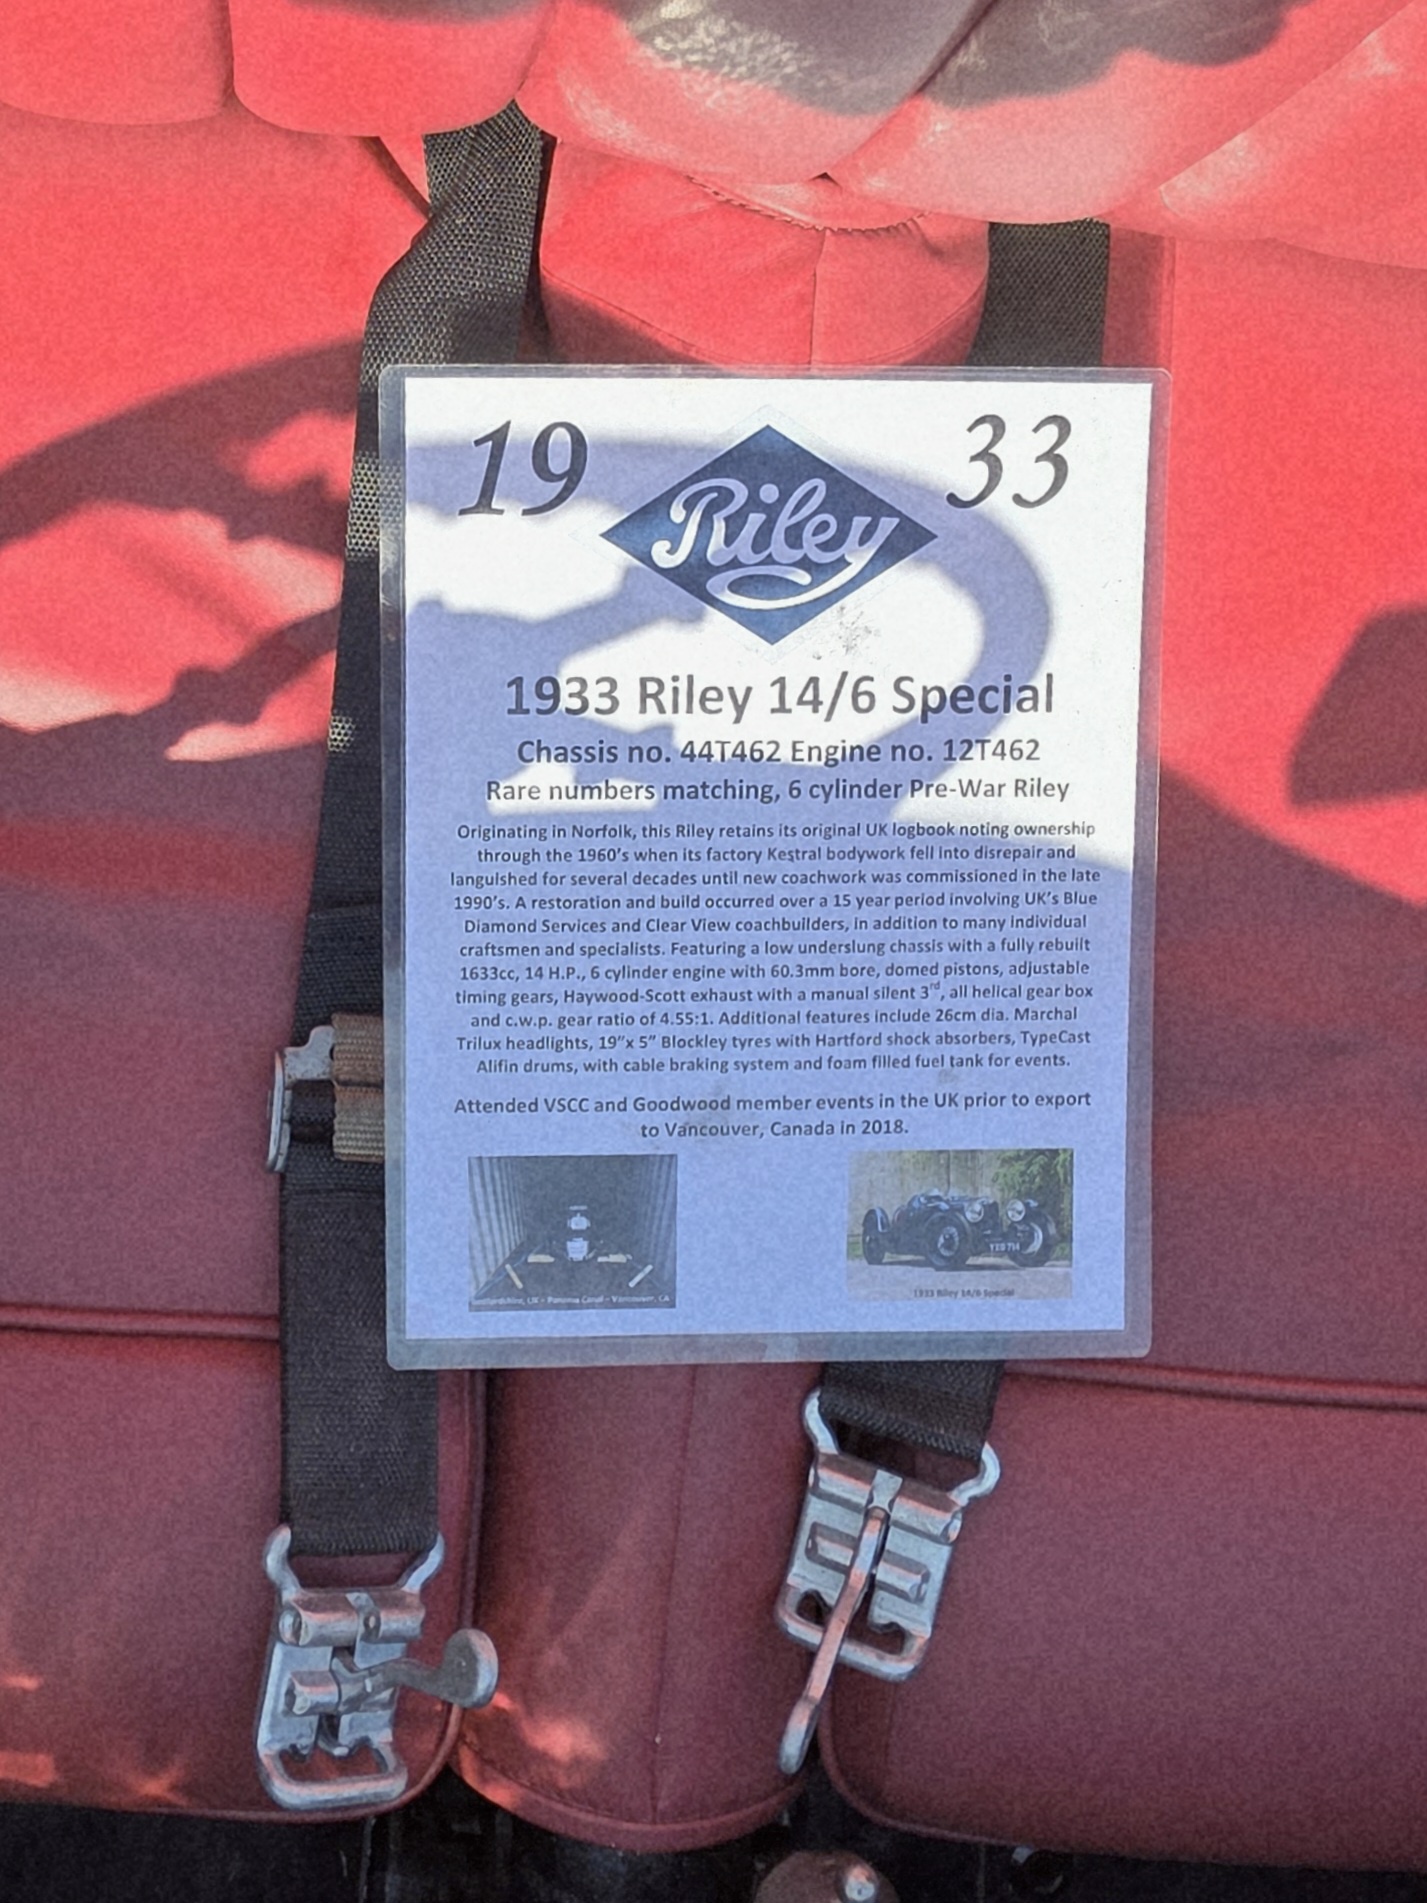 19 Riley 33
1933 Riley 14/6 Special
Chassis no. 44T462 Engine no. 12T462
Rare numbers matching, 6 cylinder Pre-War Riley
Originating in Norfolk, this Riley retains its original UK logbook noting ownership
through the 1960's when its factory Kestral bodywork fell into disrepair and
languished for several decades until new coachwork was commissioned in the late
1990's. A restoration and build occurred over a 15 year period involving UK's Blue
Diamond Services and Clear View coachbuilders, in addition to many individual
craftsmen and specialists. Featuring a low underslung chassis with a fully rebuilt
1633cc, 14 H.P., 6 cylinder engine with 60.3mm bore, domed pistons, adjustable
timing gears, Haywood-Scott exhaust with a manual silent 3rd, all helical gear box
and c.w.p. gear ratio of 4.55:1. Additional features include 26cm dia. Marchal
Trilux headlights, 19"x 5" Blockley tyres with Hartford shock absorbers, TypeCast
Alifin drums, with cable braking system and foam filled fuel tank for events.
Attended VSCC and Goodwood member events in the UK prior to export
to Vancouver, Canada in 2018.
UK - Panama Canal - Vancouver, CA
1933 Riley 14/6 Special